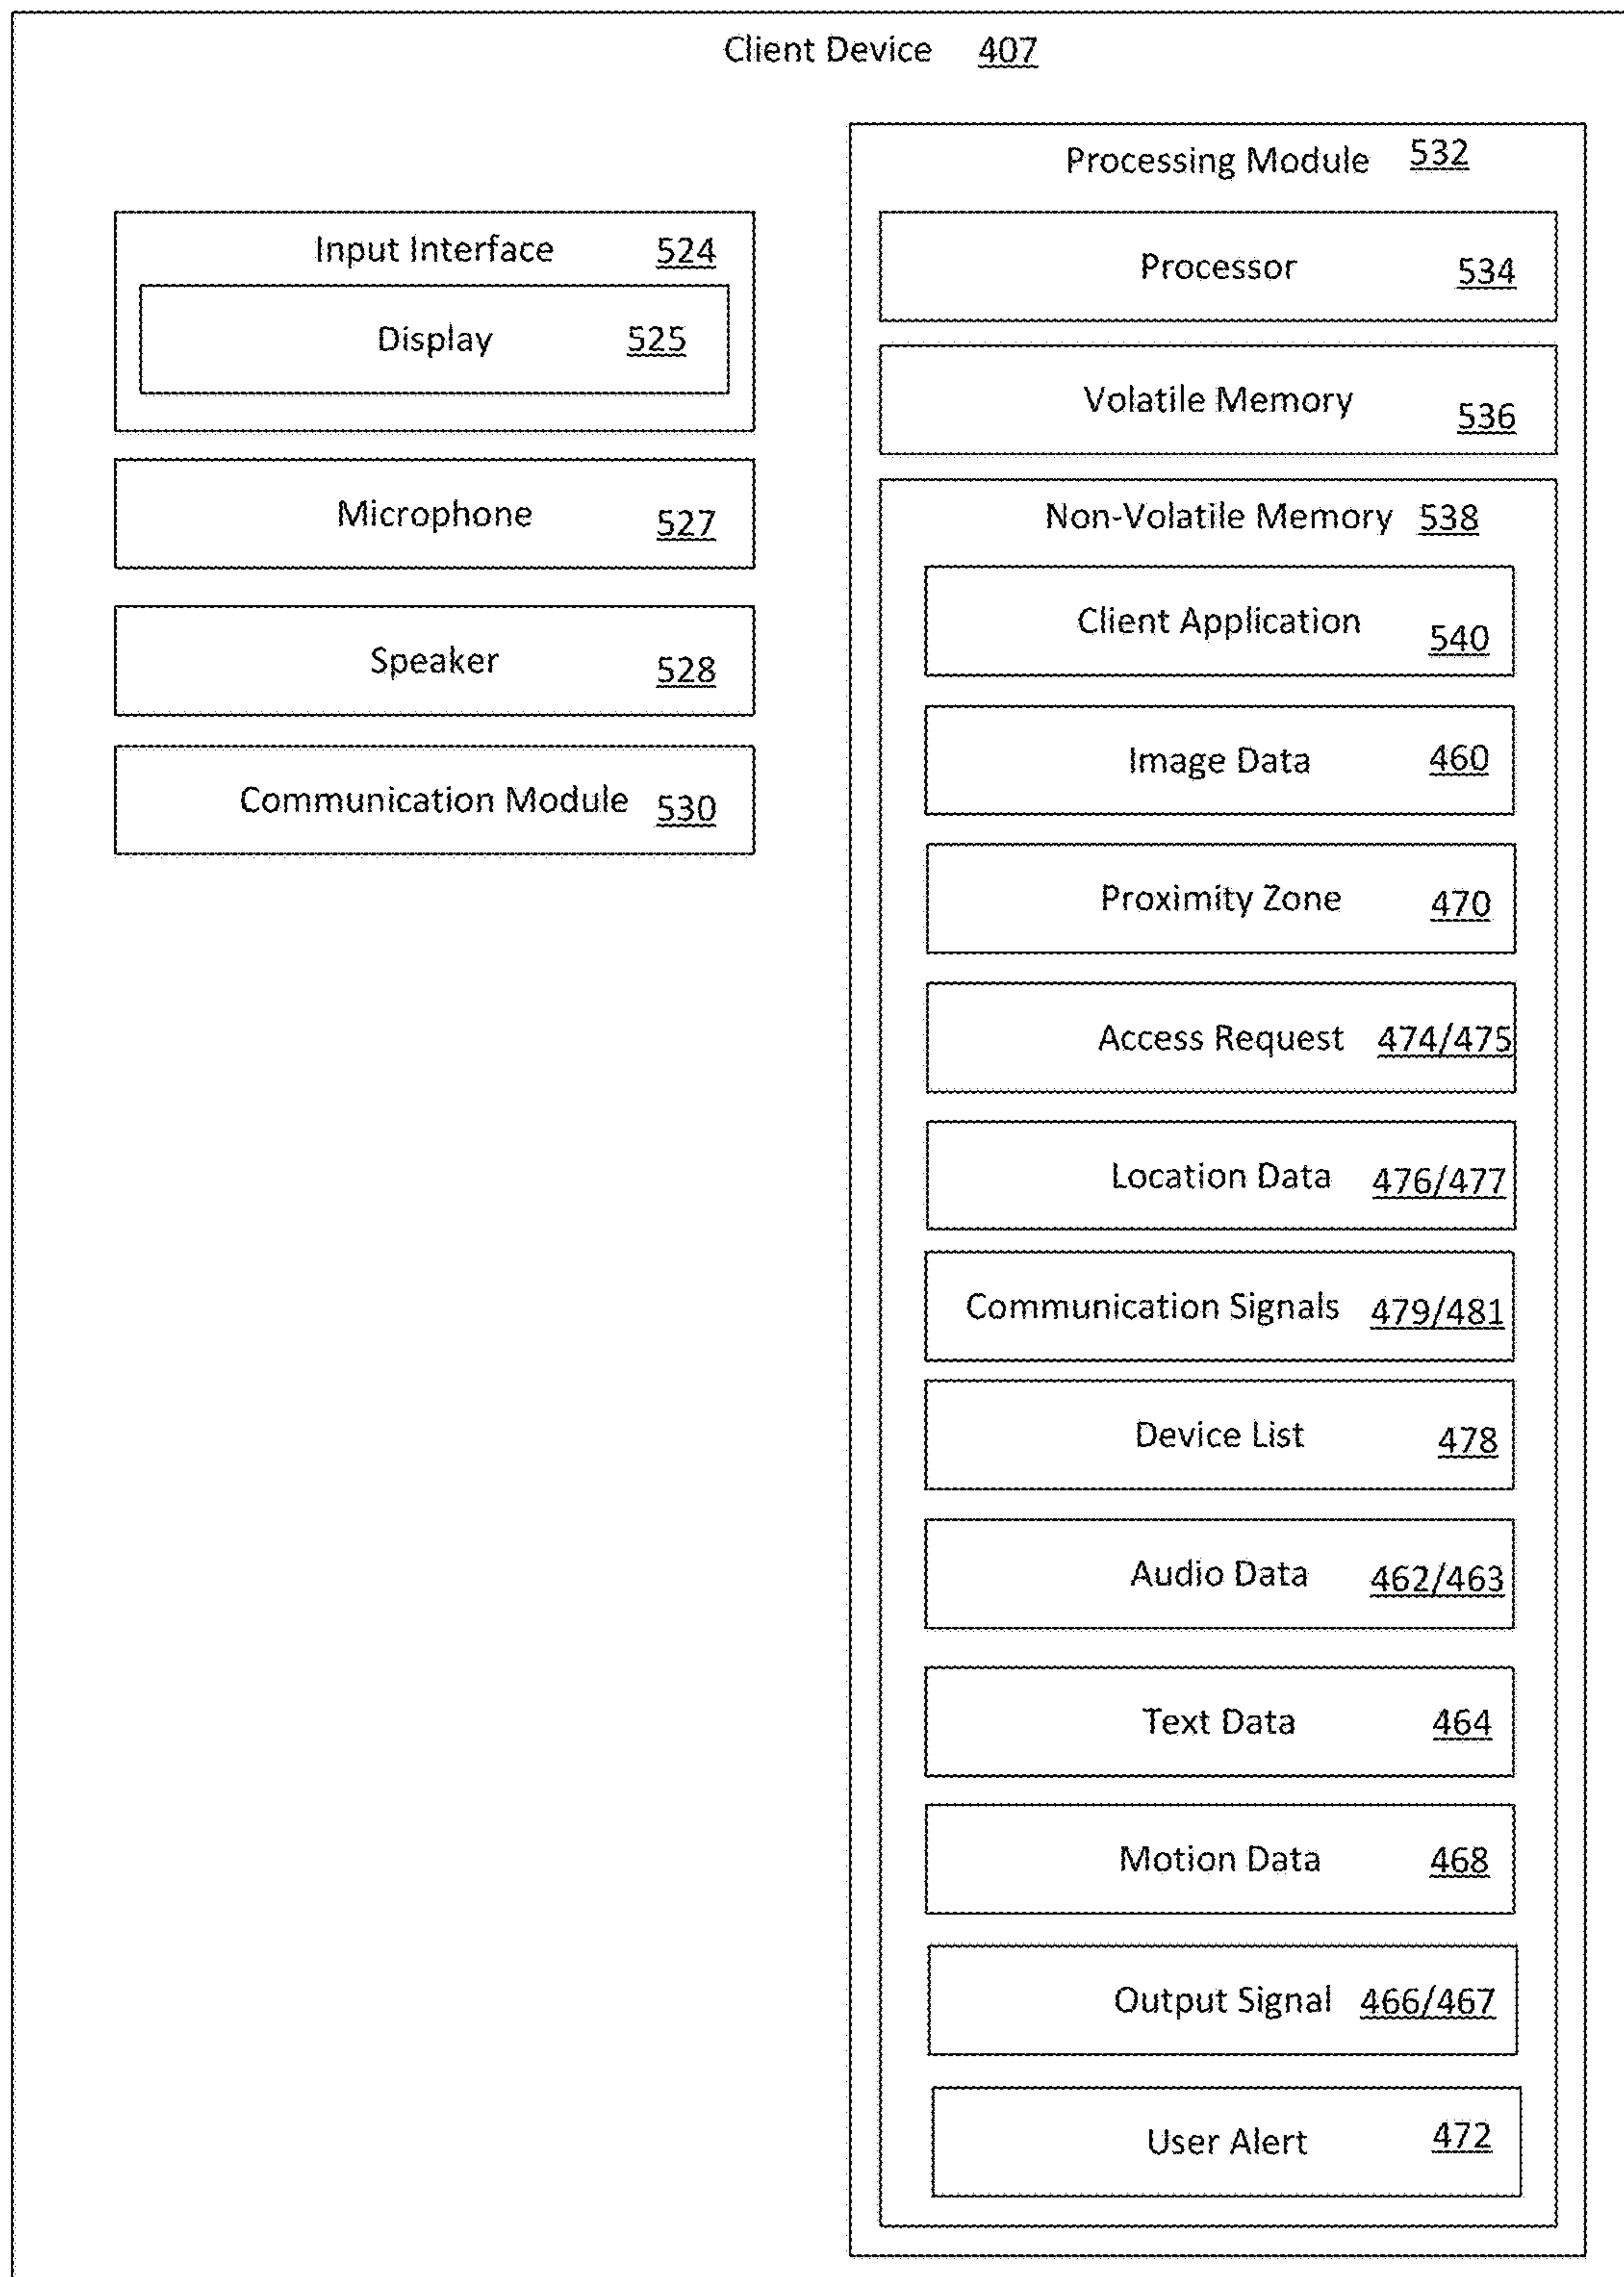 Client Device 407
Input Interface 524
Display 525
Microphone 527
Speaker 528
Communication Module 530
Processing Module 532
Processor 534
Volatile Memory 536
Non-Volatile Memory 538
Client Application 540
Image Data 460
Proximity Zone 470
Access Request 474/475
Location Data 476/477
Communication Signals 479/481
Device List 478
Audio Data 462/463
Text Data 464
Motion Data 468
Output Signal 466/467
User Alert 472